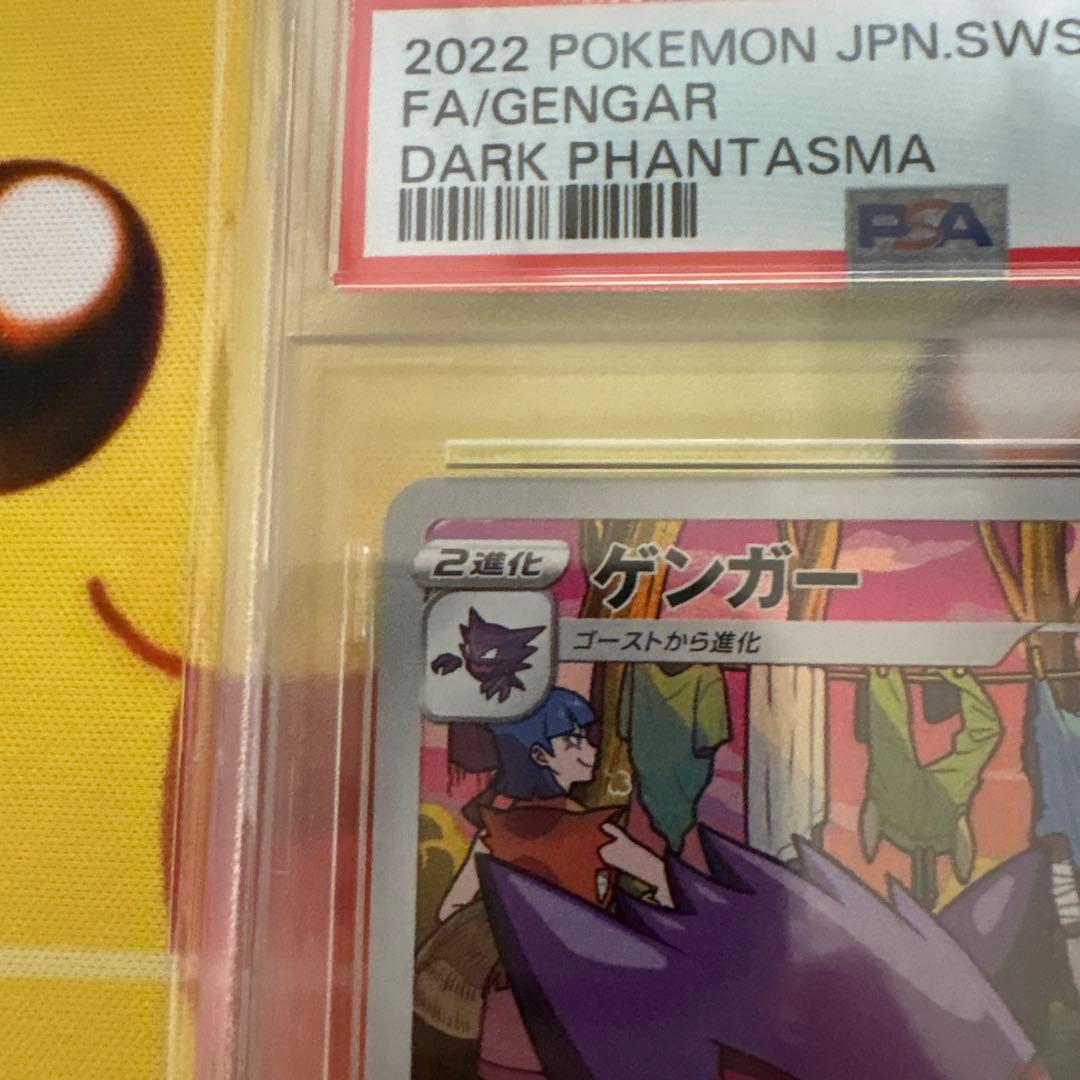 2022 POKEMON JPN.SWS
FA/GENGAR
DARK PHANTASMA
PSA
2進化
ゲンガー
ゴーストから進化